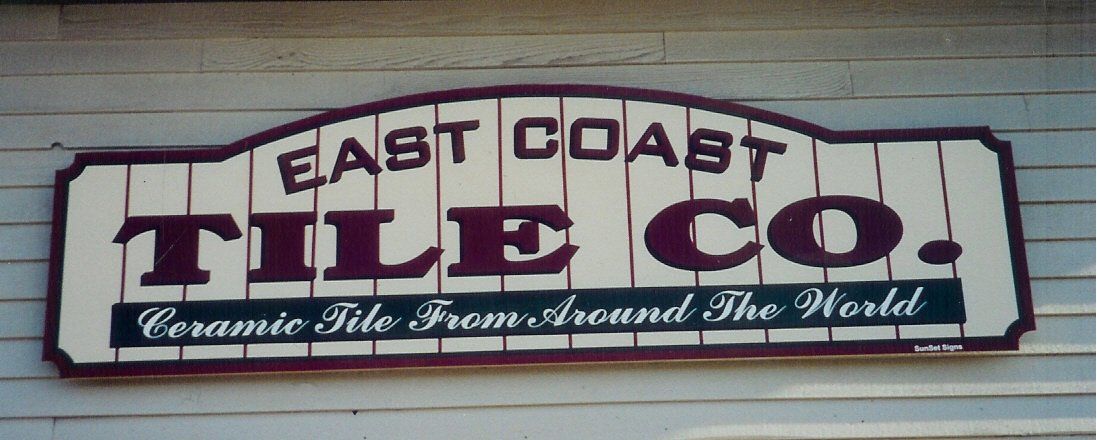 EAST COAST
TILE CO.
Ceramic Tile From Around The World
SunSet Signs